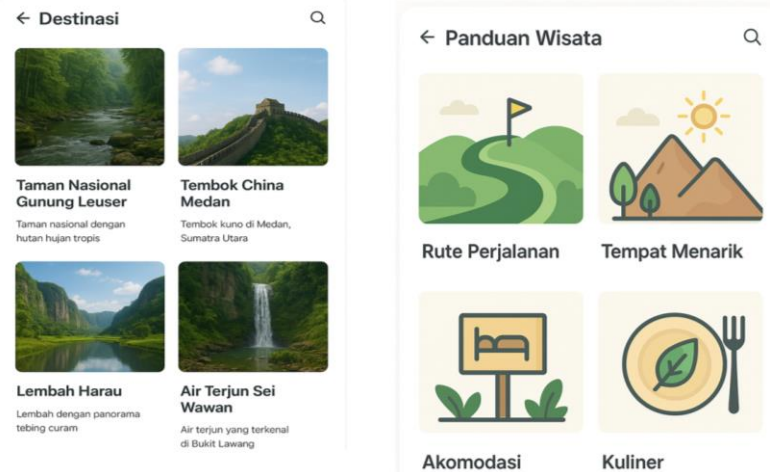 Destinasi
Taman Nasional
Gunung Leuser
Taman nasional dengan
hutan hujan tropis
Tembok China
Medan
Tembok kuno di Medan,
Sumatra Utara
Lembah Harau
Lembah dengan panorama
tebing curam
Air Terjun Sei
Wawan
Air terjun yang terkenal
di Bukit Lawang
Panduan Wisata
Rute Perjalanan
Tempat Menarik
Akomodasi
Kuliner